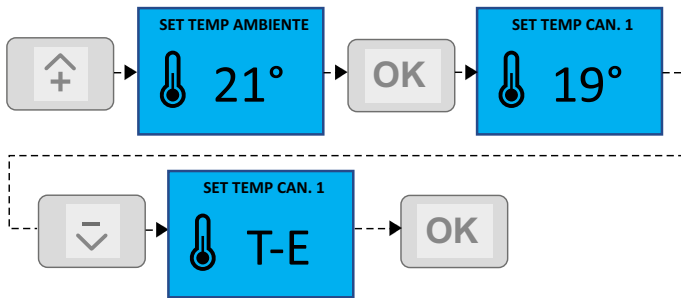 +
SET TEMP AMBIENTE
21°
OK
SET TEMP CAN. 1
19°
-
SET TEMP CAN. 1
T-E
OK